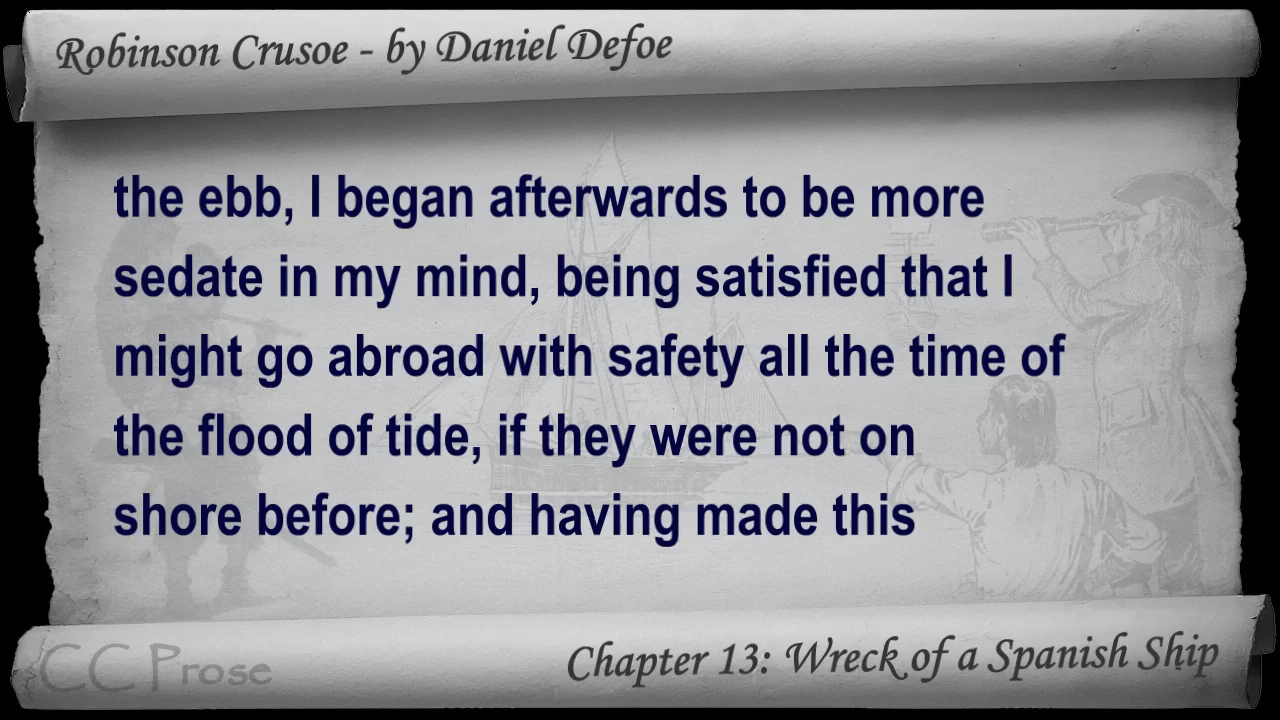 Robinson Crusoe - by Daniel Defoe
the ebb, I began afterwards to be more
sedate in my mind, being satisfied that I
might go abroad with safety all the time of
the flood of tide, if they were not on
shore before; and having made this
CC Prose
Chapter 13: Wreck of a Spanish Ship